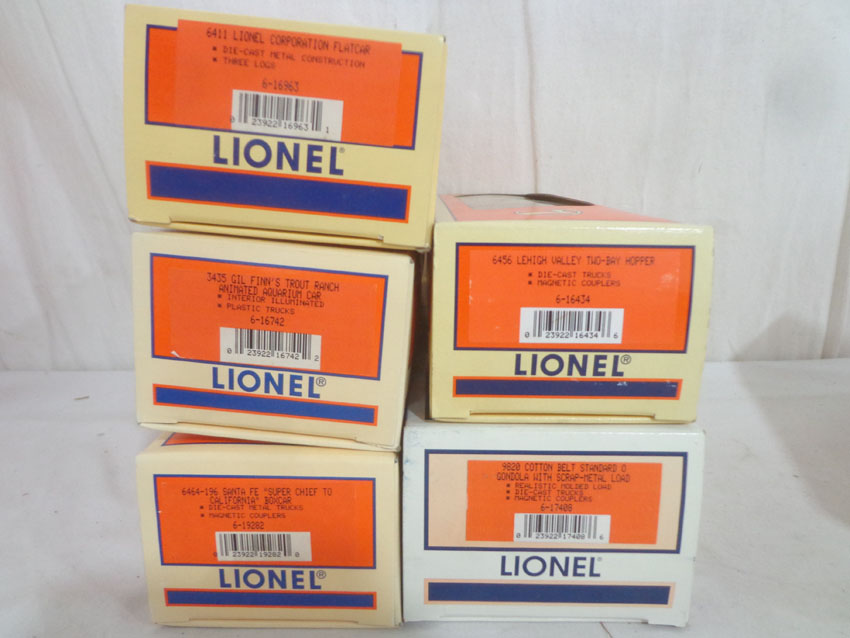 6411 LIONEL CORPORATION FLATCAR
▪ DIE-CAST METAL CONSTRUCTION
▪ THREE LOGS
6-16963
0 23922 16963 1
LIONEL®
3435 GIL FINN'S TROUT RANCH
ANIMATED AQUARIUM CAR
▪ INTERIOR ILLUMINATED
▪ PLASTIC TRUCKS
6-16742
0 23922 16742 2
LIONEL®
6456 LEHIGH VALLEY TWO-BAY HOPPER
▪ DIE-CAST TRUCKS
▪ MAGNETIC COUPLERS
6-16434
0 23922 16434 6
LIONEL®
6464-196 SANTA FE "SUPER CHIEF TO
CALIFORNIA" BOXCAR
▪ DIE-CAST METAL TRUCKS
▪ MAGNETIC COUPLERS
6-19282
0 23922 19282 0
LIONEL®
9820 COTTON BELT STANDARD O
GONDOLA WITH SCRAP-METAL LOAD
▪ REALISTIC MOLDED LOAD
▪ DIE-CAST TRUCKS
▪ MAGNETIC COUPLERS
6-17408
0 23922 17408 6
LIONEL®